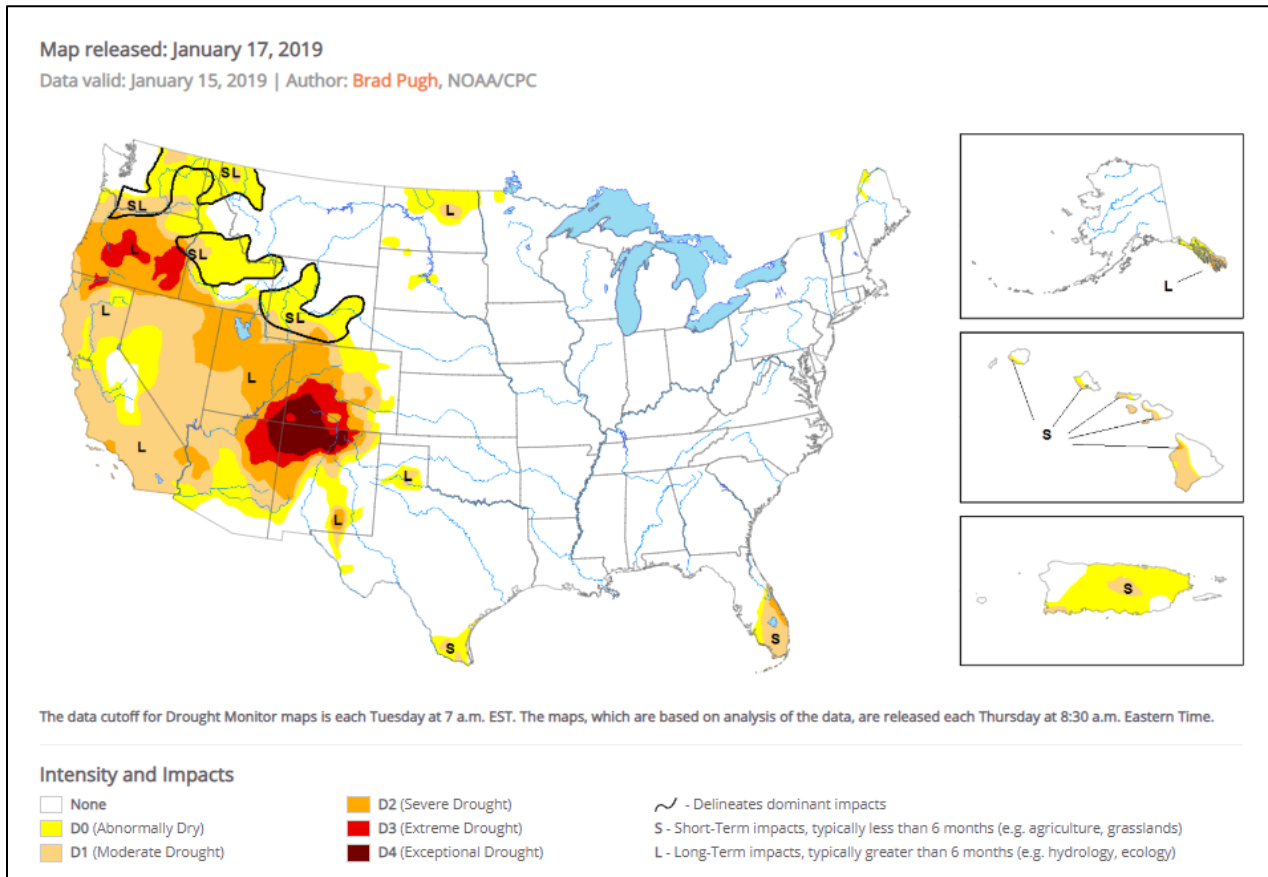 Map released: January 17, 2019
Data valid: January 15, 2019 | Author: Brad Pugh, NOAA/CPC
S L
S L
L
L
S L
L
S L
L
L
L
L
L
S
S
L
S
S
The data cutoff for Drought Monitor maps is each Tuesday at 7 a.m. EST. The maps, which are based on analysis of the data, are released each Thursday at 8:30 a.m. Eastern Time.
Intensity and Impacts
None
D0 (Abnormally Dry)
D1 (Moderate Drought)
D2 (Severe Drought)
D3 (Extreme Drought)
D4 (Exceptional Drought)
- Delineates dominant impacts
S - Short-Term impacts, typically less than 6 months (e.g. agriculture, grasslands)
L - Long-Term impacts, typically greater than 6 months (e.g. hydrology, ecology)